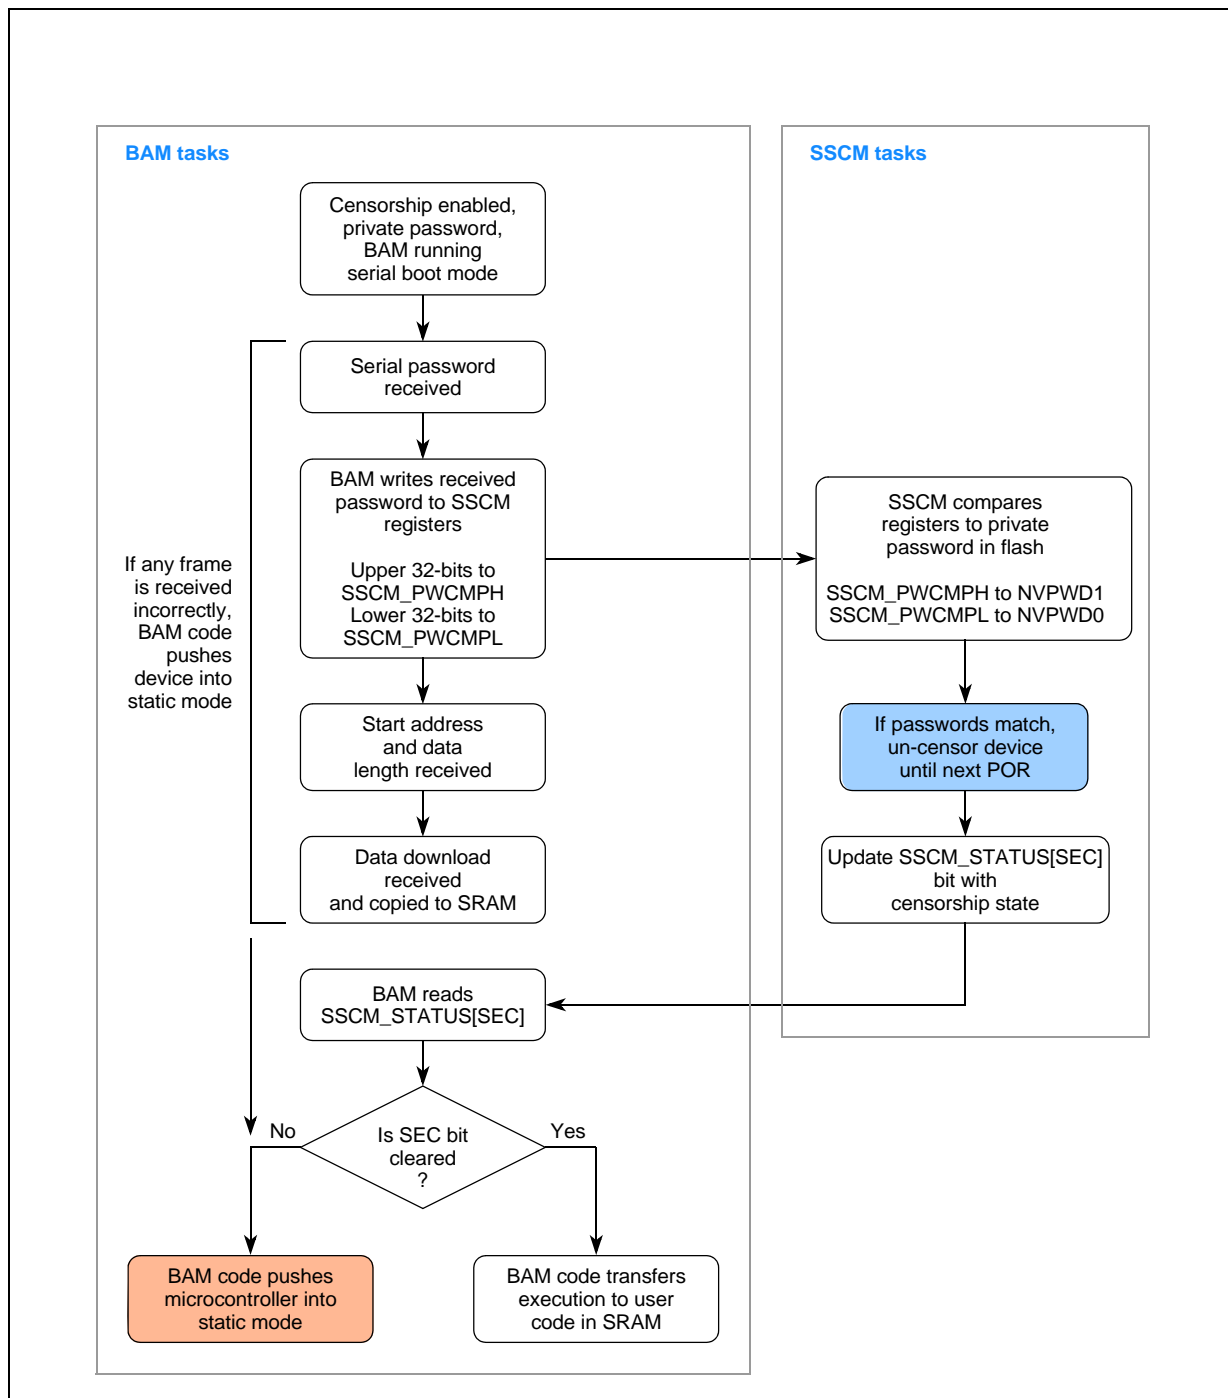 BAM tasks
Censorship enabled,
private password,
BAM running
serial boot mode
Serial password
received
BAM writes received
password to SSCM
registers
Upper 32-bits to
SSCM_PWCMPH
Lower 32-bits to
SSCM_PWCMPL
If any frame
is received
incorrectly,
BAM code
pushes
device into
static mode
Start address
and data
length received
Data download
received
and copied to SRAM
BAM reads
SSCM_STATUS[SEC]
Is SEC bit
cleared
?
No
Yes
BAM code pushes
microcontroller into
static mode
BAM code transfers
execution to user
code in SRAM
SSCM tasks
SSCM compares
registers to private
password in flash
SSCM_PWCMPH to NVPWD1
SSCM_PWCMPL to NVPWD0
If passwords match,
un-censor device
until next POR
Update SSCM_STATUS[SEC]
bit with
censorship state